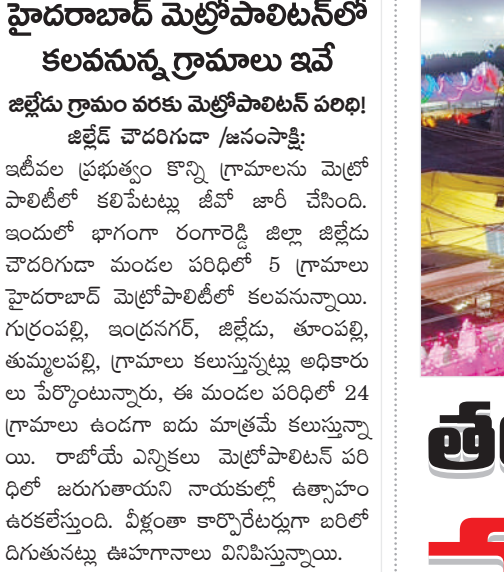 హైదరాబాద్ మెట్రోపాలిటన్‌లో
కలవనున్న గ్రామాలు ఇవే
జిల్లేడు గ్రామం వరకు మెట్రోపాలిటన్ పరిధి!
జిల్లేడ్ చౌదరిగుడా /జనంసాక్షి:
ఇటీవల ప్రభుత్వం కొన్ని గ్రామాలను మెట్రో
పాలిటీలో కలిపేటట్లు జీవో జారీ చేసింది.
ఇందులో భాగంగా రంగారెడ్డి జిల్లా జిల్లేడు
చౌదరిగుడా మండల పరిధిలో 5 గ్రామాలు
హైదరాబాద్ మెట్రోపాలిటీలో కలవనున్నాయి.
గుర్రంపల్లి, ఇంద్రనగర్, జిల్లేడు, తూంపల్లి,
తుమ్మలపల్లి, గ్రామాలు కలుస్తున్నట్లు అధికారు
లు పేర్కొంటున్నారు, ఈ మండల పరిధిలో 24
గ్రామాలు ఉండగా ఐదు మాత్రమే కలుస్తున్నా
యి. రాబోయే ఎన్నికలు మెట్రోపాలిటన్ పరి
ధిలో జరుగుతాయని నాయకుల్లో ఉత్సాహం
ఉరకలేస్తుంది. వీళ్లంతా కార్పొరేటర్లుగా బరిలో
దిగుతునట్లు ఊహగానాలు వినిపిస్తున్నాయి.